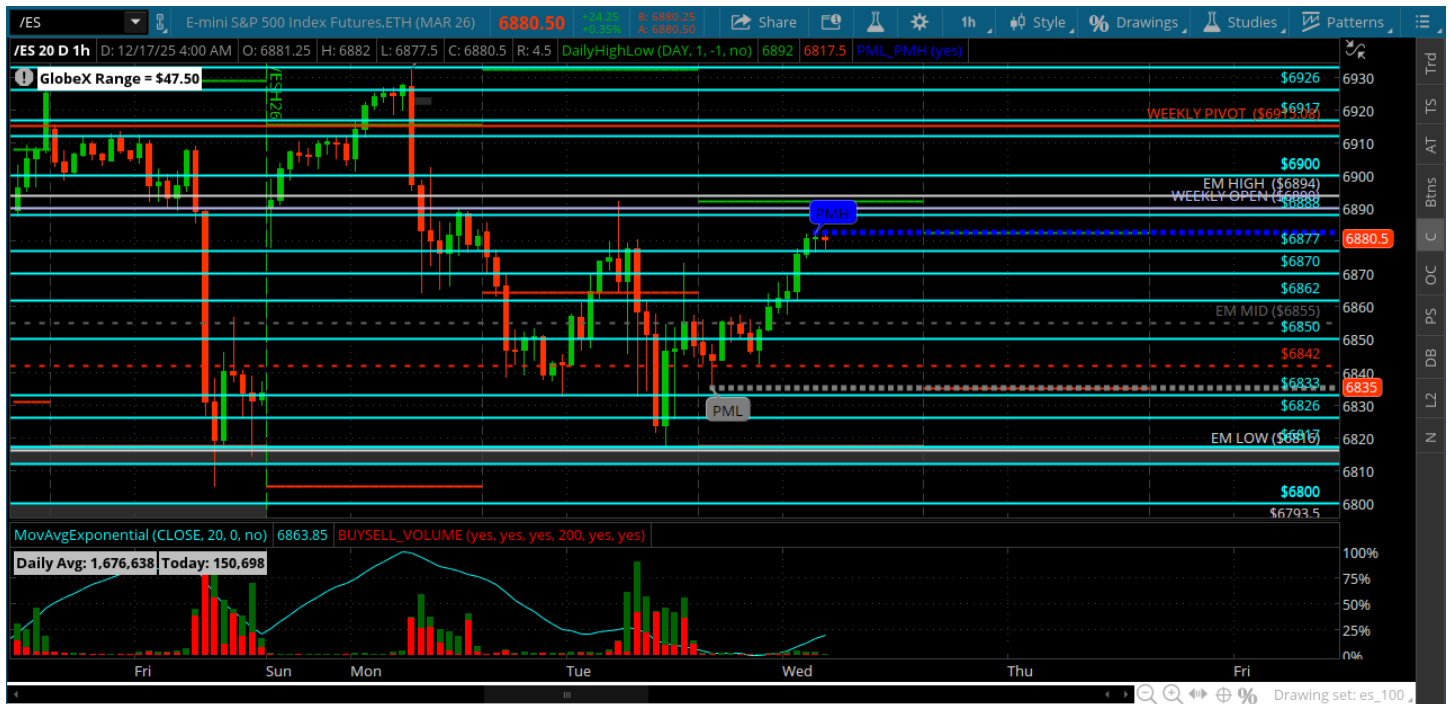 /ES E-mini S&P 500 Index Futures,ETH (MAR 26) 6880.50 +24.25 +0.35% B: 6880.25 A: 6880.50 Share 1h Style Drawings Studies Patterns
/ES 20 D 1h D: 12/17/25 4:00 AM O: 6881.25 H: 6882 L: 6877.5 C: 6880.5 R: 4.5 DailyHighLow (DAY, 1, -1, no) 6892 6817.5 PML_PMH (yes)
GlobeX Range = $47.50
/ESH26
$6926
6930
$6917
WEEKLY PIVOT
6920
6910
$6900
6900
EM HIGH ($6894)
WEEKLY OPEN
6890
PMH
$6877
6880.5
$6870
6870
$6862
6860
EM MID ($6855)
$6850
6850
$6842
6840
$6833
6835
PML
$6826
6830
EM LOW ($6816)
6820
6810
$6800
6800
$6793.5
MovAvgExponential (CLOSE, 20, 0, no) 6863.85 BUYSELL_VOLUME (yes, yes, yes, 200, yes, yes)
Daily Avg: 1,676,638 Today: 150,698
100%
75%
50%
25%
0%
Fri Sun Mon Tue Wed Thu Fri
Drawing set: es_100
Trd
TS
AT
Btns
C
OC
PS
DB
L2
N